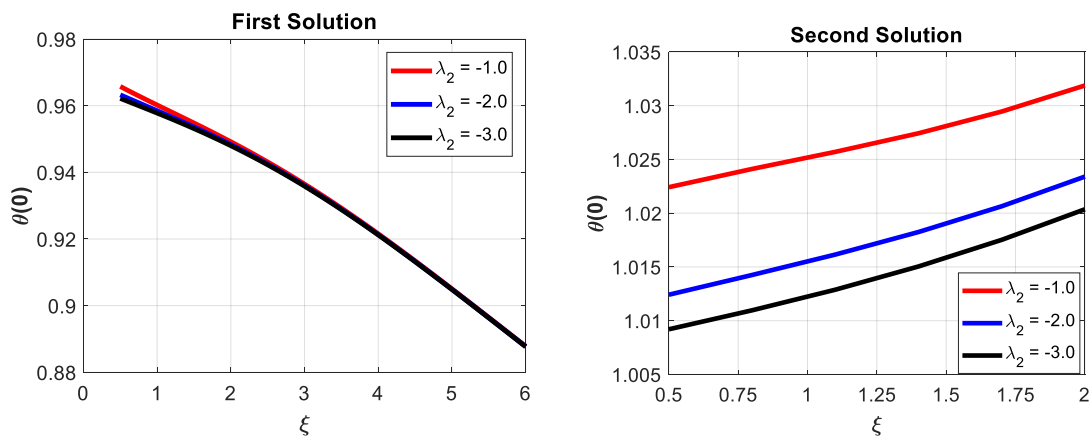 First Solution
0.98
0.96
0.94
0.92
0.9
0.88
θ(0)
0 1 2 3 4 5 6
ξ
λ2 = -1.0
λ2 = -2.0
λ2 = -3.0
Second Solution
1.035
1.03
1.025
1.02
1.015
1.01
1.005
θ(0)
0.5 0.75 1 1.25 1.5 1.75 2
ξ
λ2 = -1.0
λ2 = -2.0
λ2 = -3.0